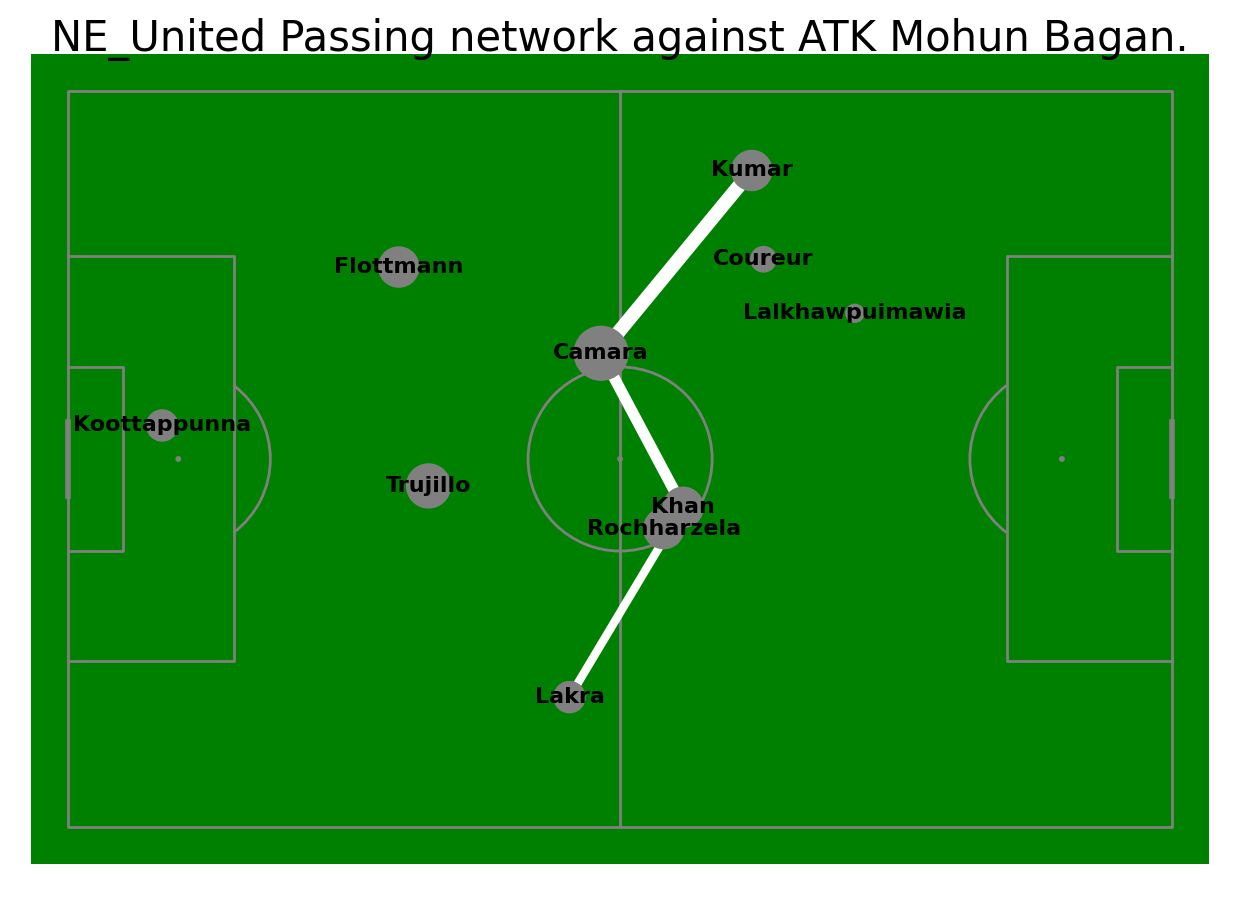 NE_United Passing network against ATK Mohun Bagan.
Kumar
Coureur
Flottmann
Lalkhawpuimawia
Camara
Koottappunna
Trujillo
Khan
Rochharzela
Lakra